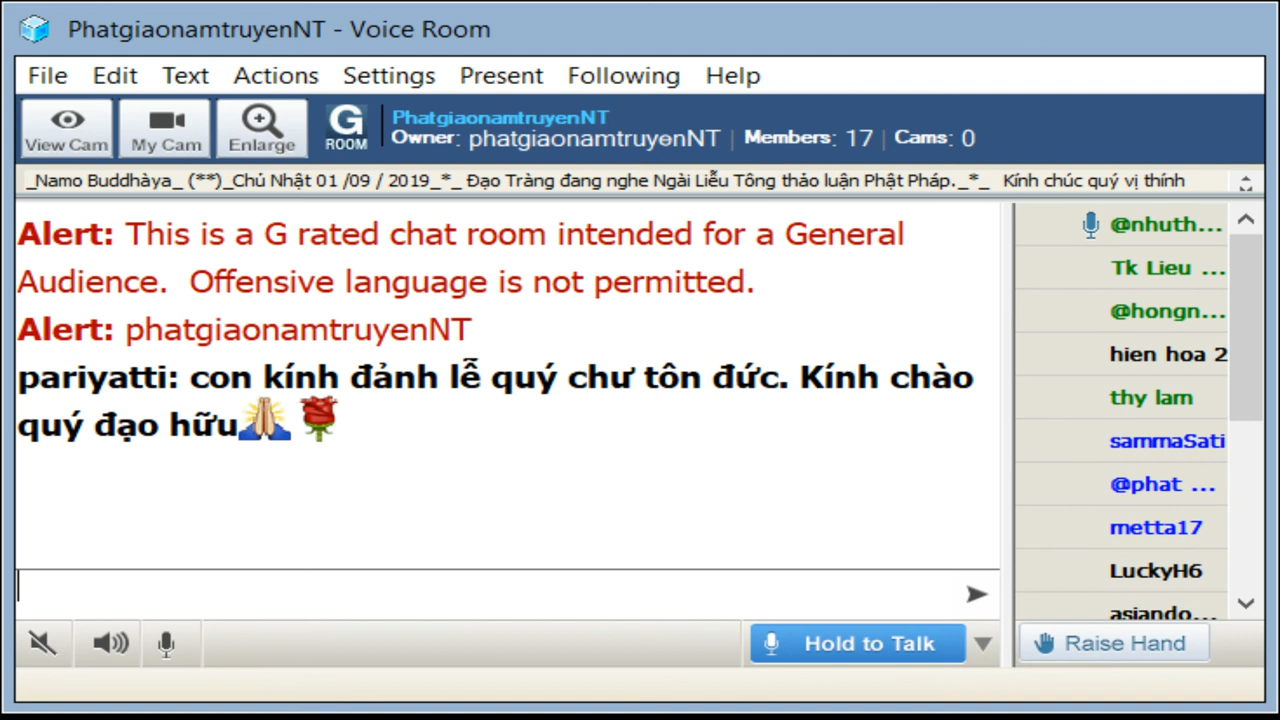 PhatgiaonamtruyenNT - Voice Room
File Edit Text Actions Settings Present Following Help
View Cam My Cam Enlarge G ROOM
PhatgiaonamtruyenNT
Owner: phatgiaonamtruyenNT | Members: 17 | Cams: 0
_Namo Buddhàya_ (**)_Chủ Nhật 01 /09 / 2019_*_ Đạo Tràng đang nghe Ngài Liễu Tông thảo luận Phật Pháp._*_ Kính chúc quý vị thính
Alert: This is a G rated chat room intended for a General
Audience. Offensive language is not permitted.
Alert: phatgiaonamtruyenNT
pariyatti: con kính đảnh lễ quý chư tôn đức. Kính chào
quý đạo hữu
@nhuth...
Tk Lieu ...
@hongn...
hien hoa 2
thy lam
sammaSati
@phat ...
metta17
LuckyH6
asiando...
Hold to Talk
Raise Hand